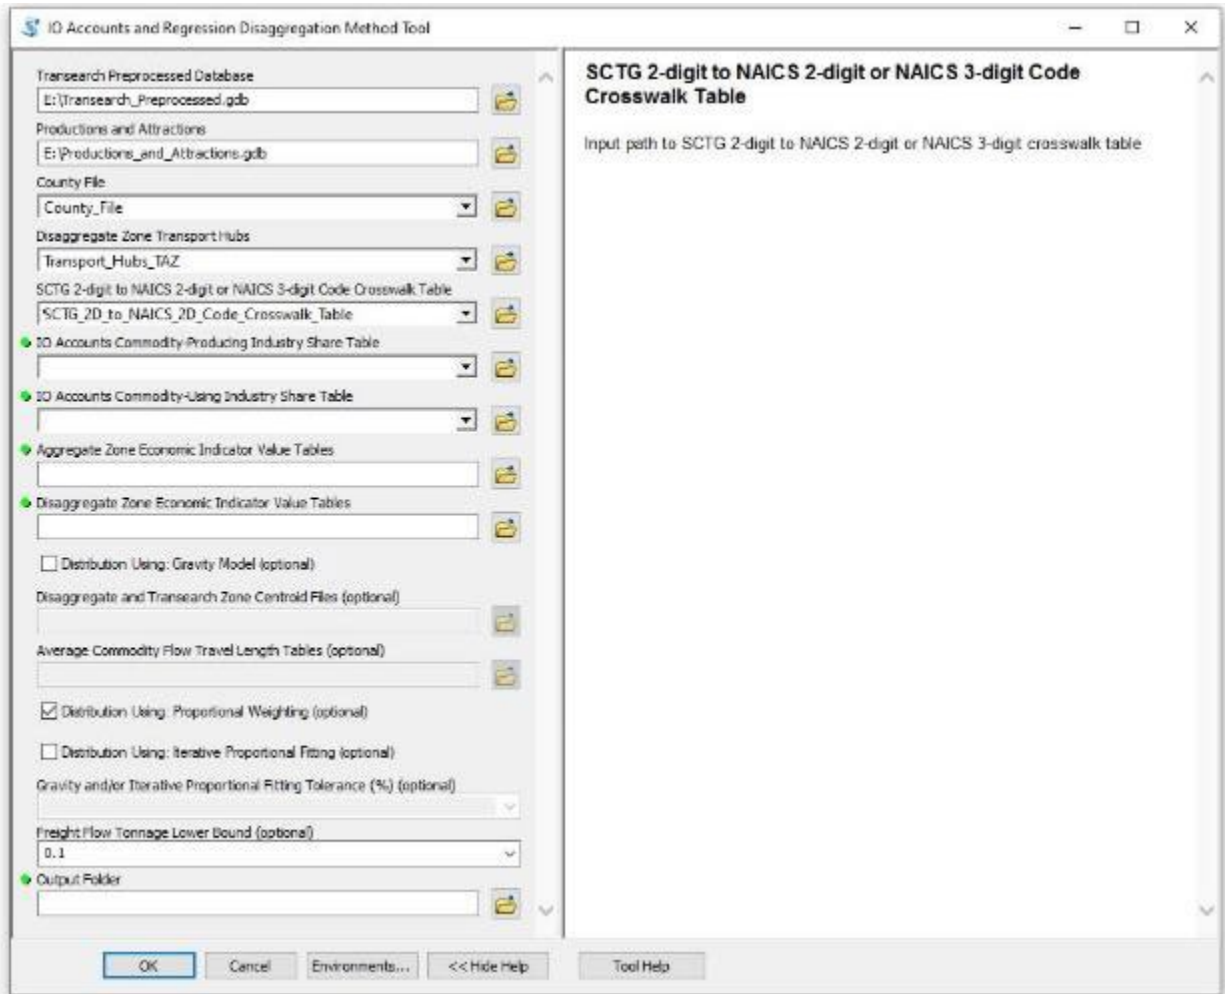 IO Accounts and Regression Disaggregation Method Tool
Transearch Preprocessed Database
E:\Transearch_Preprocessed.gdb
Productions and Attractions
E:\Productions_and_Attractions.gdb
County File
County_File
Disaggregate Zone Transport Hubs
Transport_Hubs_TAZ
SCTG 2-digit to NAICS 2-digit or NAICS 3-digit Code Crosswalk Table
SCTG_2D_to_NAICS_2D_Code_Crosswalk_Table
IO Accounts Commodity-Producing Industry Share Table
IO Accounts Commodity-Using Industry Share Table
Aggregate Zone Economic Indicator Value Tables
Disaggregate Zone Economic Indicator Value Tables
Distribution Using: Gravity Model (optional)
Disaggregate and Transearch Zone Centroid Files (optional)
Average Commodity Flow Travel Length Tables (optional)
Distribution Using: Proportional Weighting (optional)
Distribution Using: Iterative Proportional Fitting (optional)
Gravity and/or Iterative Proportional Fitting Tolerance (%) (optional)
Freight Flow Tonnage Lower Bound (optional)
0.1
Output Folder
SCTG 2-digit to NAICS 2-digit or NAICS 3-digit Code
Crosswalk Table
Input path to SCTG 2-digit to NAICS 2-digit or NAICS 3-digit crosswalk table
OK Cancel Environments... << Hide Help Tool Help